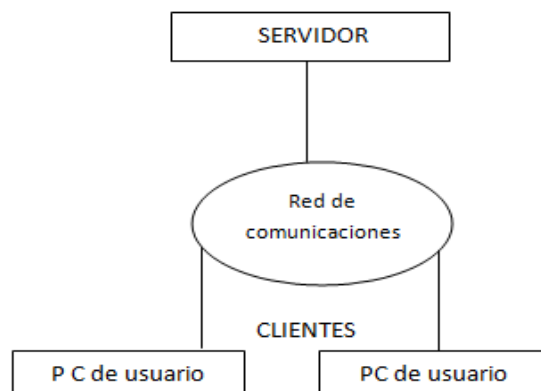 SERVIDOR
Red de
comunicaciones
CLIENTES
P C de usuario
PC de usuario